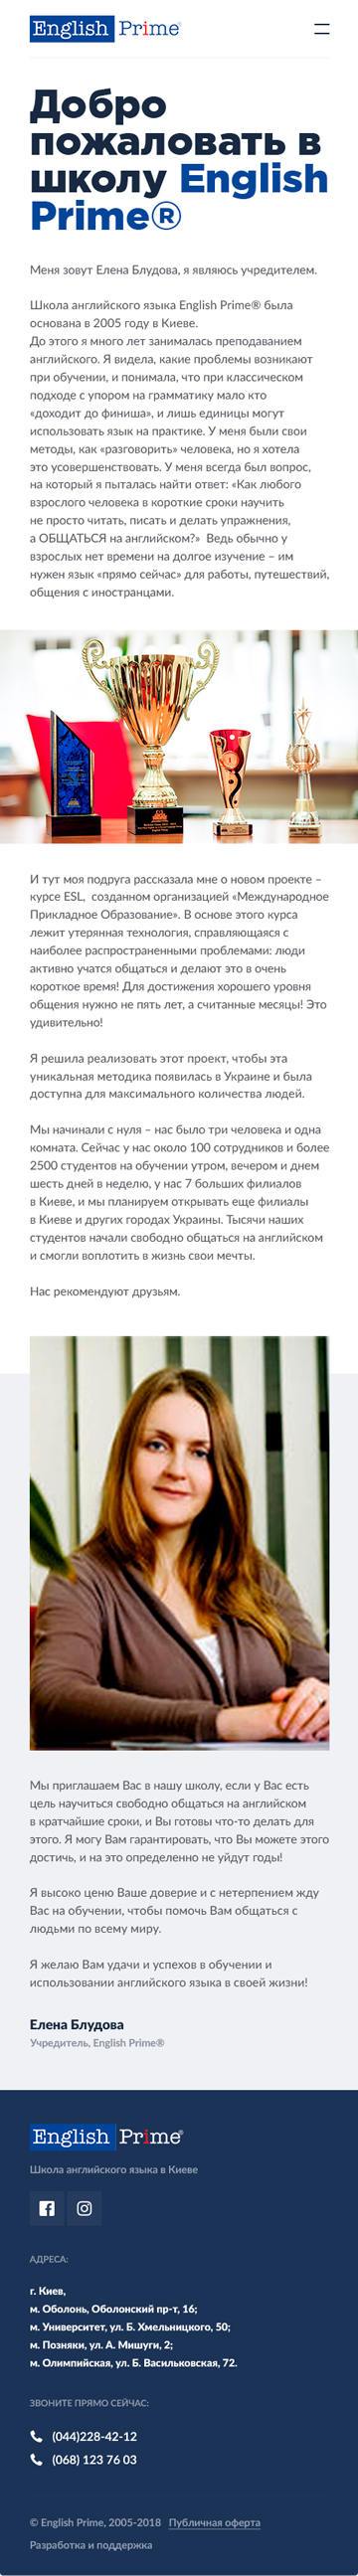 English Prime®
Добро
пожаловать в
школу English
Prime®
Меня зовут Елена Блудова, я являюсь учредителем.
Школа английского языка English Prime® была
основана в 2005 году в Киеве.
До этого я много лет занималась преподаванием
английского. Я видела, какие проблемы возникают
при обучении, и понимала, что при классическом
подходе с упором на грамматику мало кто
«доходит до финиша», и лишь единицы могут
использовать язык на практике. У меня были свои
методы, как «разговорить» человека, но я хотела
это усовершенствовать. У меня всегда был вопрос,
на который я пыталась найти ответ: «Как любого
взрослого человека в короткие сроки научить
не просто читать, писать и делать упражнения,
а ОБЩАТЬСЯ на английском?» Ведь обычно у
взрослых нет времени на долгое изучение – им
нужен язык «прямо сейчас» для работы, путешествий,
общения с иностранцами.
И тут моя подруга рассказала мне о новом проекте –
курсе ESL, созданном организацией «Международное
Прикладное Образование». В основе этого курса
лежит утерянная технология, справляющаяся с
наиболее распространенными проблемами: люди
активно учатся общаться и делают это в очень
короткое время! Для достижения хорошего уровня
общения нужно не пять лет, а считанные месяцы! Это
удивительно!
Я решила реализовать этот проект, чтобы эта
уникальная методика появилась в Украине и была
доступна для максимального количества людей.
Мы начинали с нуля – нас было три человека и одна
комната. Сейчас у нас около 100 сотрудников и более
2500 студентов на обучении утром, вечером и днем
шесть дней в неделю, у нас 7 больших филиалов
в Киеве, и мы планируем открывать еще филиалы
в Киеве и других городах Украины. Тысячи наших
студентов начали свободно общаться на английском
и смогли воплотить в жизнь свои мечты.
Нас рекомендуют друзьям.
Мы приглашаем Вас в нашу школу, если у Вас есть
цель научиться свободно общаться на английском
в кратчайшие сроки, и Вы готовы что-то делать для
этого. Я могу Вам гарантировать, что Вы можете этого
достичь, и на это определенно не уйдут годы!
Я высоко ценю Ваше доверие и с нетерпением жду
Вас на обучении, чтобы помочь Вам общаться с
людьми по всему миру.
Я желаю Вам удачи и успехов в обучении и
использовании английского языка в своей жизни!
Елена Блудова
Учредитель, English Prime®
English Prime®
Школа английского языка в Киеве
АДРЕСА:
г. Киев,
м. Оболонь, Оболонский пр-т, 16;
м. Университет, ул. Б. Хмельницкого, 50;
м. Позняки, ул. А. Мишуги, 2;
м. Олимпийская, ул. Б. Васильковская, 72.
ЗВОНИТЕ ПРЯМО СЕЙЧАС:
(044)228-42-12
(068) 123 76 03
© English Prime, 2005-2018 Публичная оферта
Разработка и поддержка